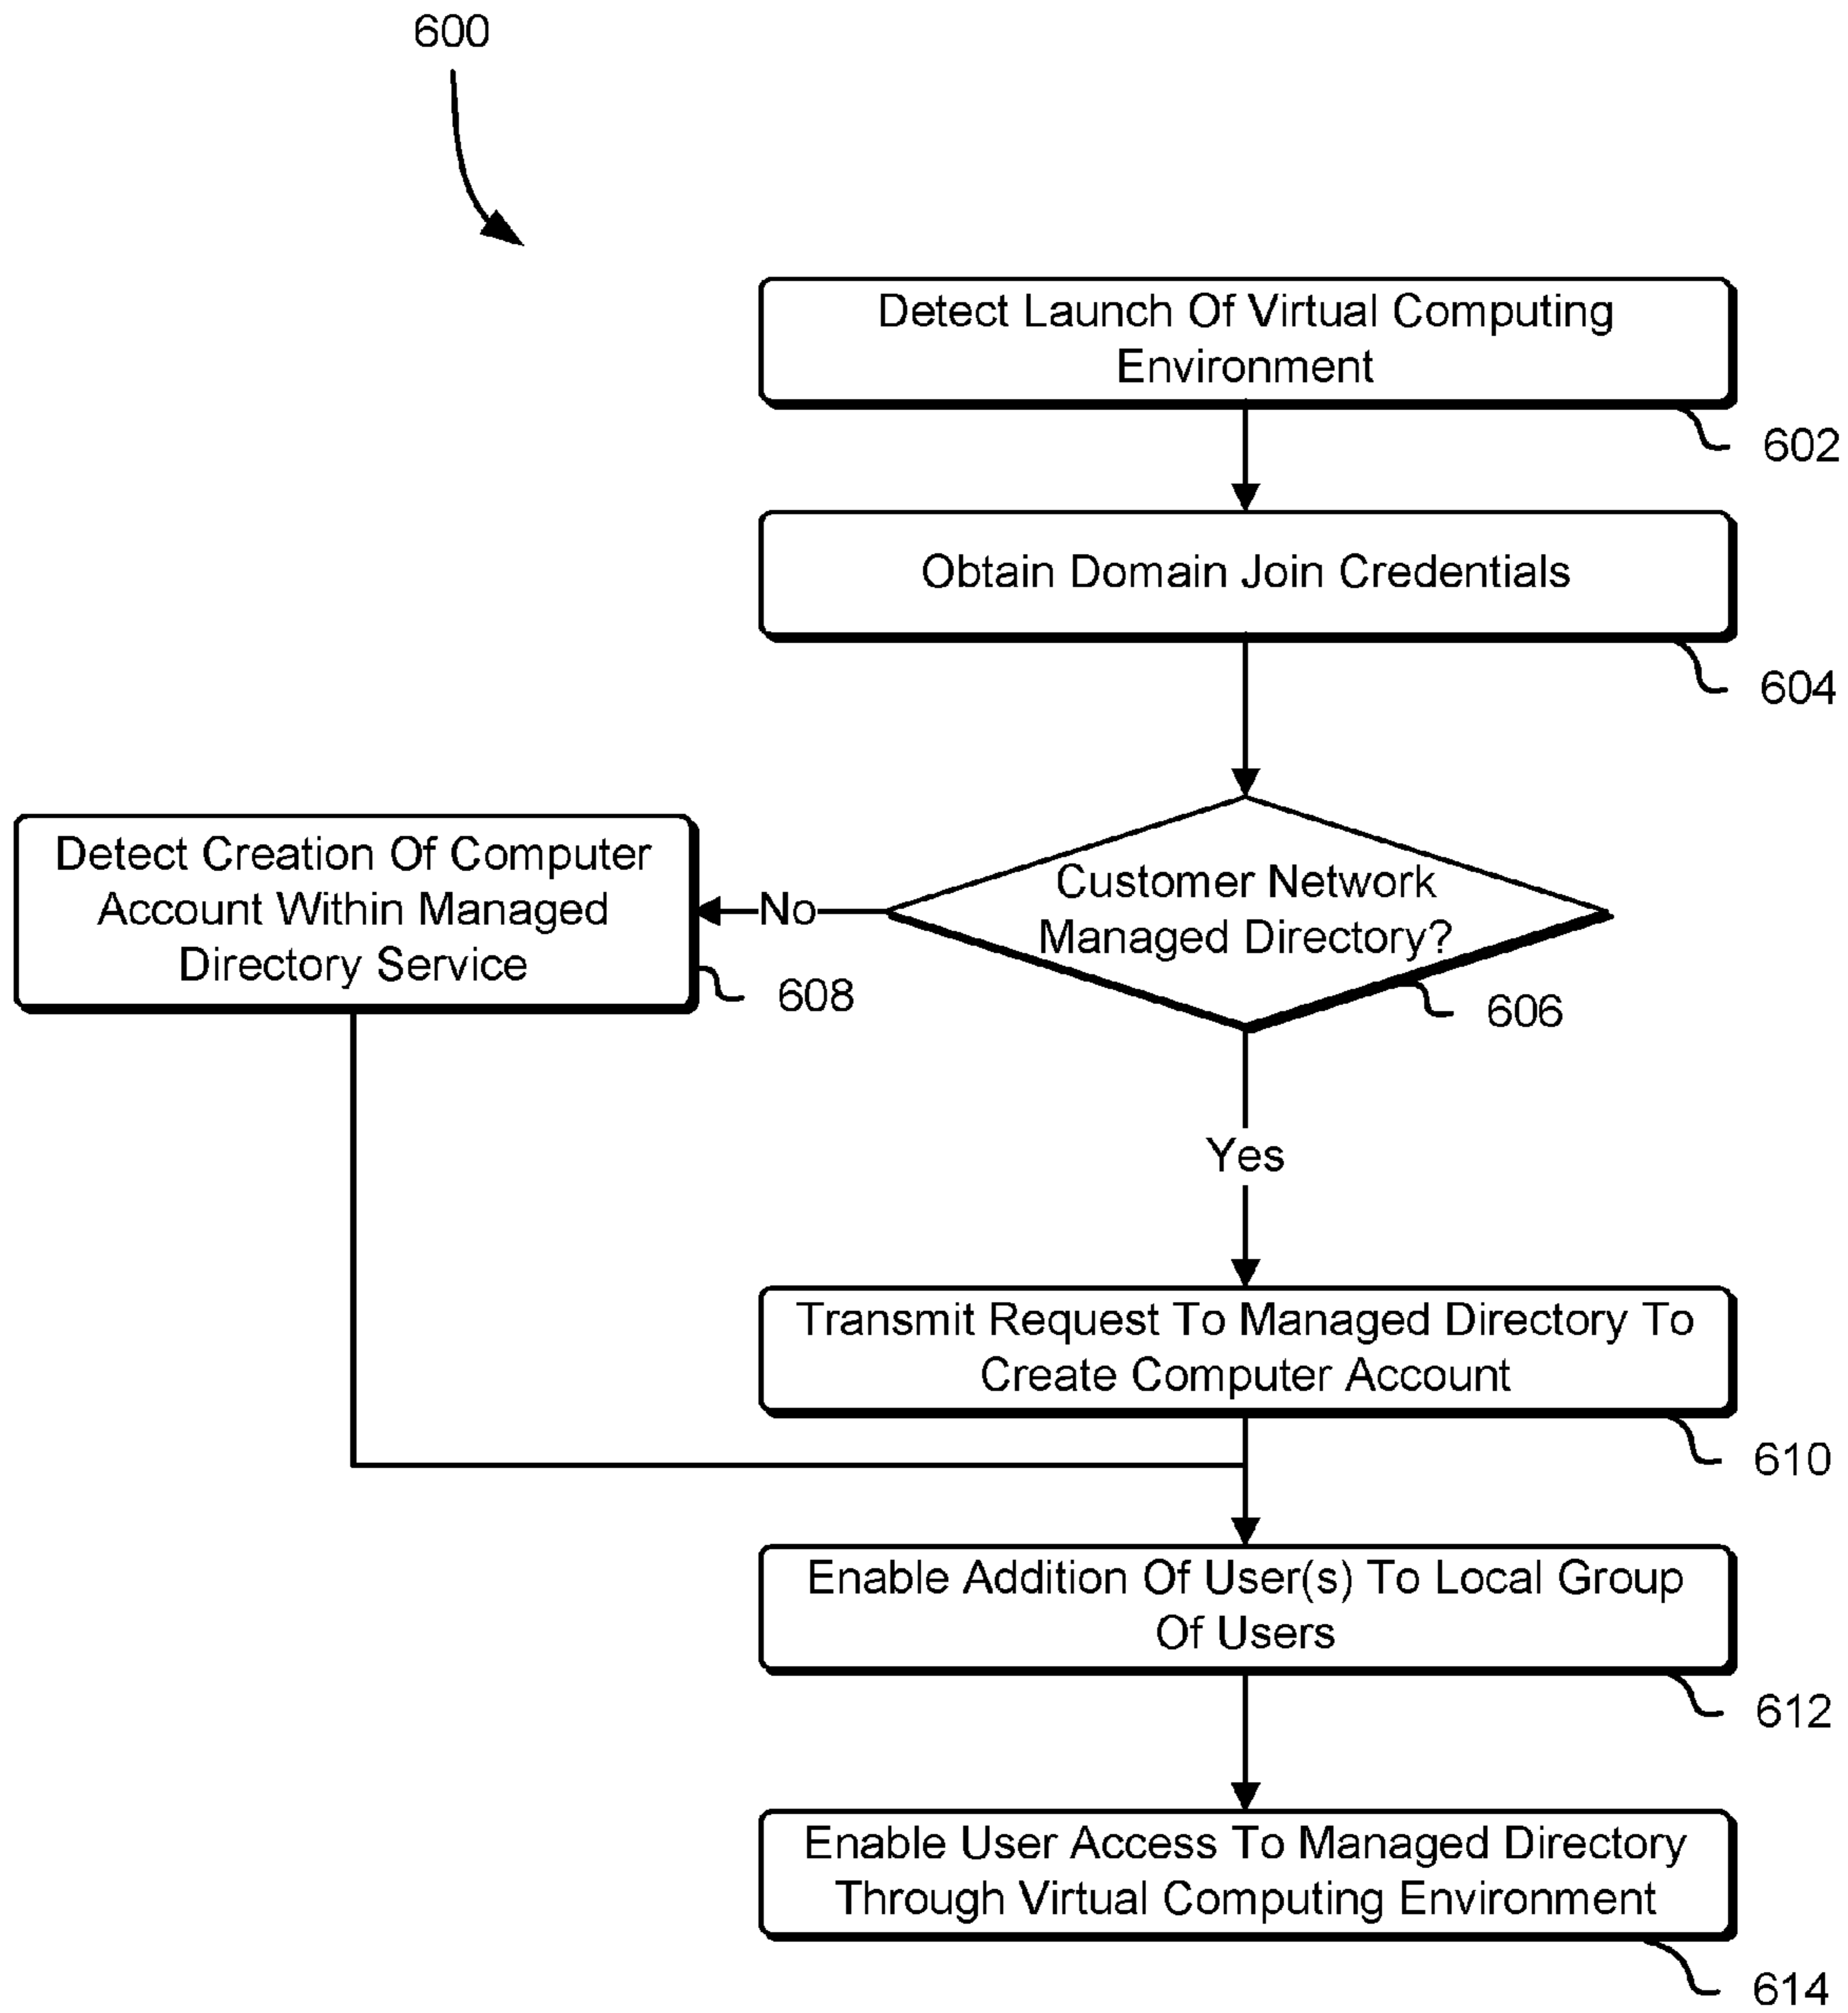 600
Detect Launch Of Virtual Computing
Environment
602
Obtain Domain Join Credentials
604
Customer Network
Managed Directory?
606
No
Detect Creation Of Computer
Account Within Managed
Directory Service
608
Yes
Transmit Request To Managed Directory To
Create Computer Account
610
Enable Addition Of User(s) To Local Group
Of Users
612
Enable User Access To Managed Directory
Through Virtual Computing Environment
614